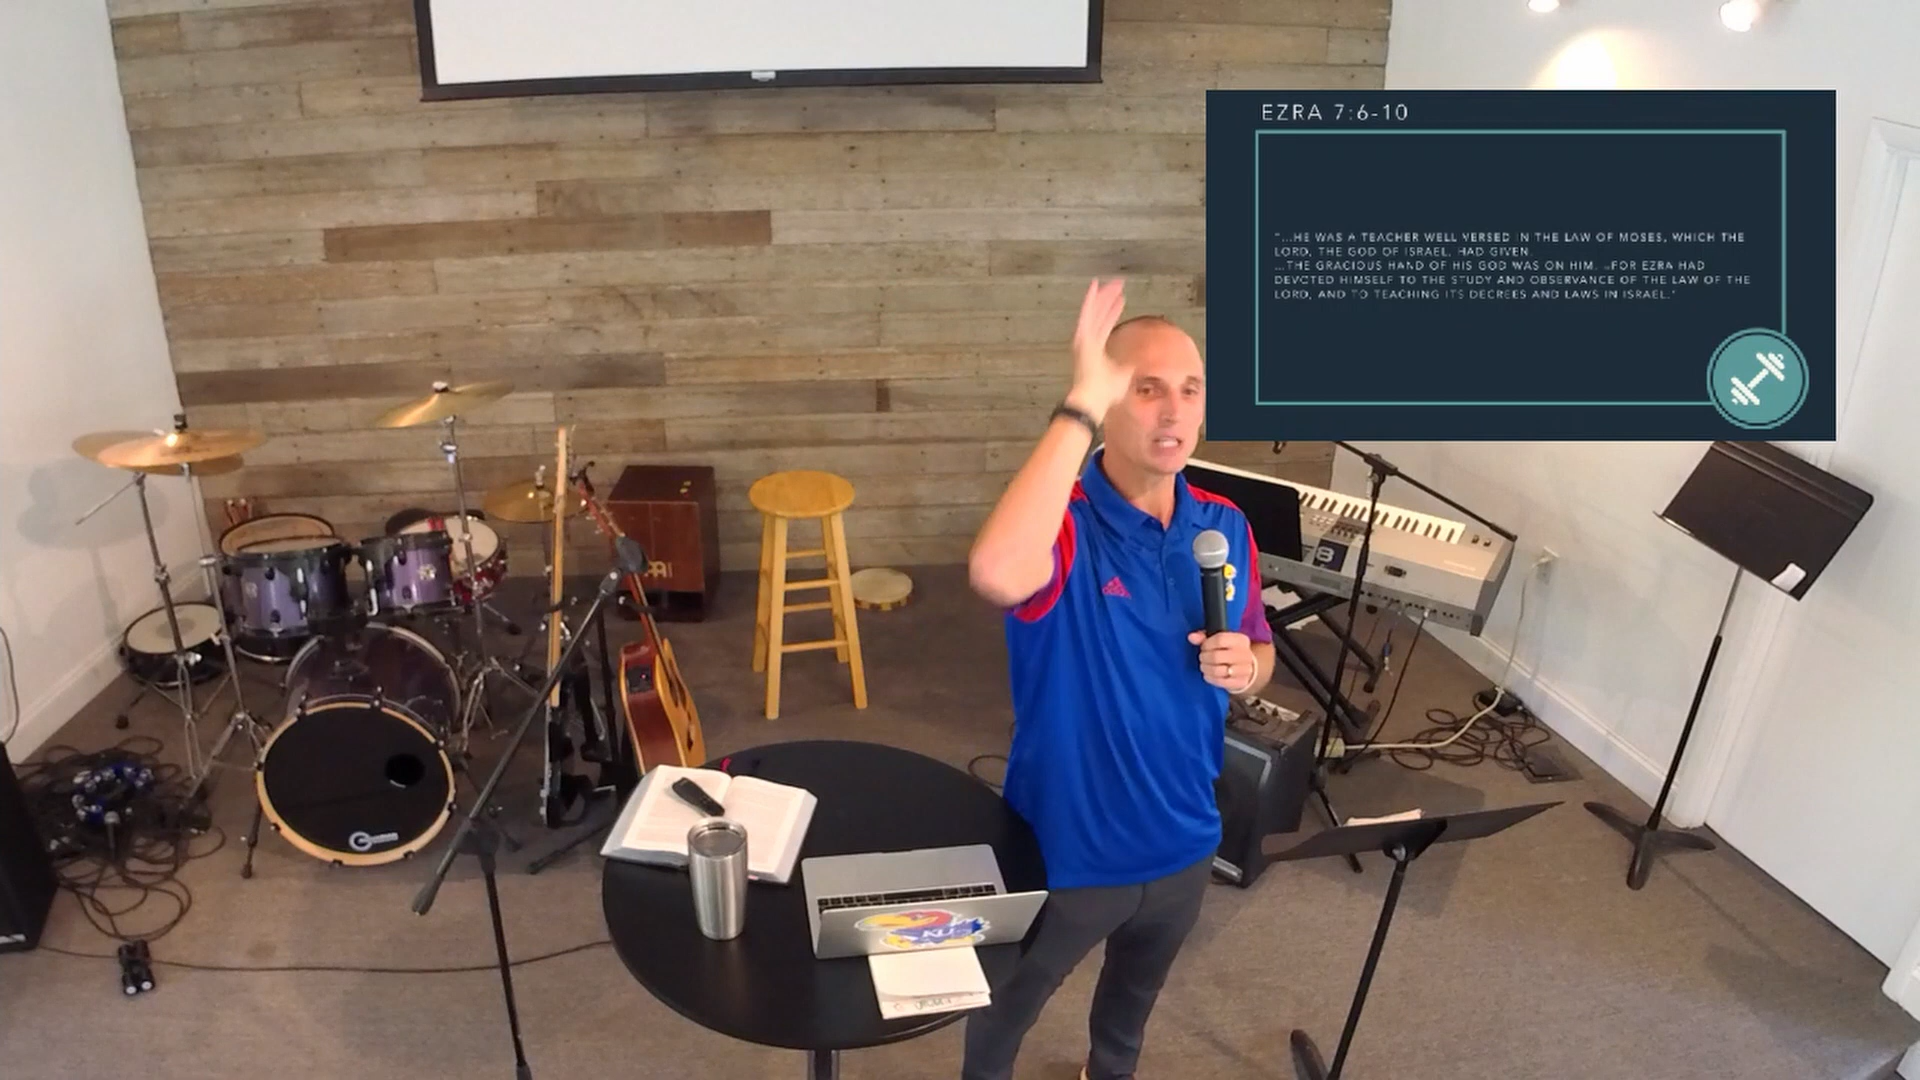 EZRA 7:6-10
"...HE WAS A TEACHER WELL VERSED IN THE LAW OF MOSES, WHICH THE
LORD, THE GOD OF ISRAEL, HAD GIVEN.
...THE GRACIOUS HAND OF HIS GOD WAS ON HIM. ...FOR EZRA HAD
DEVOTED HIMSELF TO THE STUDY AND OBSERVANCE OF THE LAW OF THE
LORD, AND TO TEACHING ITS DECREES AND LAWS IN ISRAEL."
adidas
KU